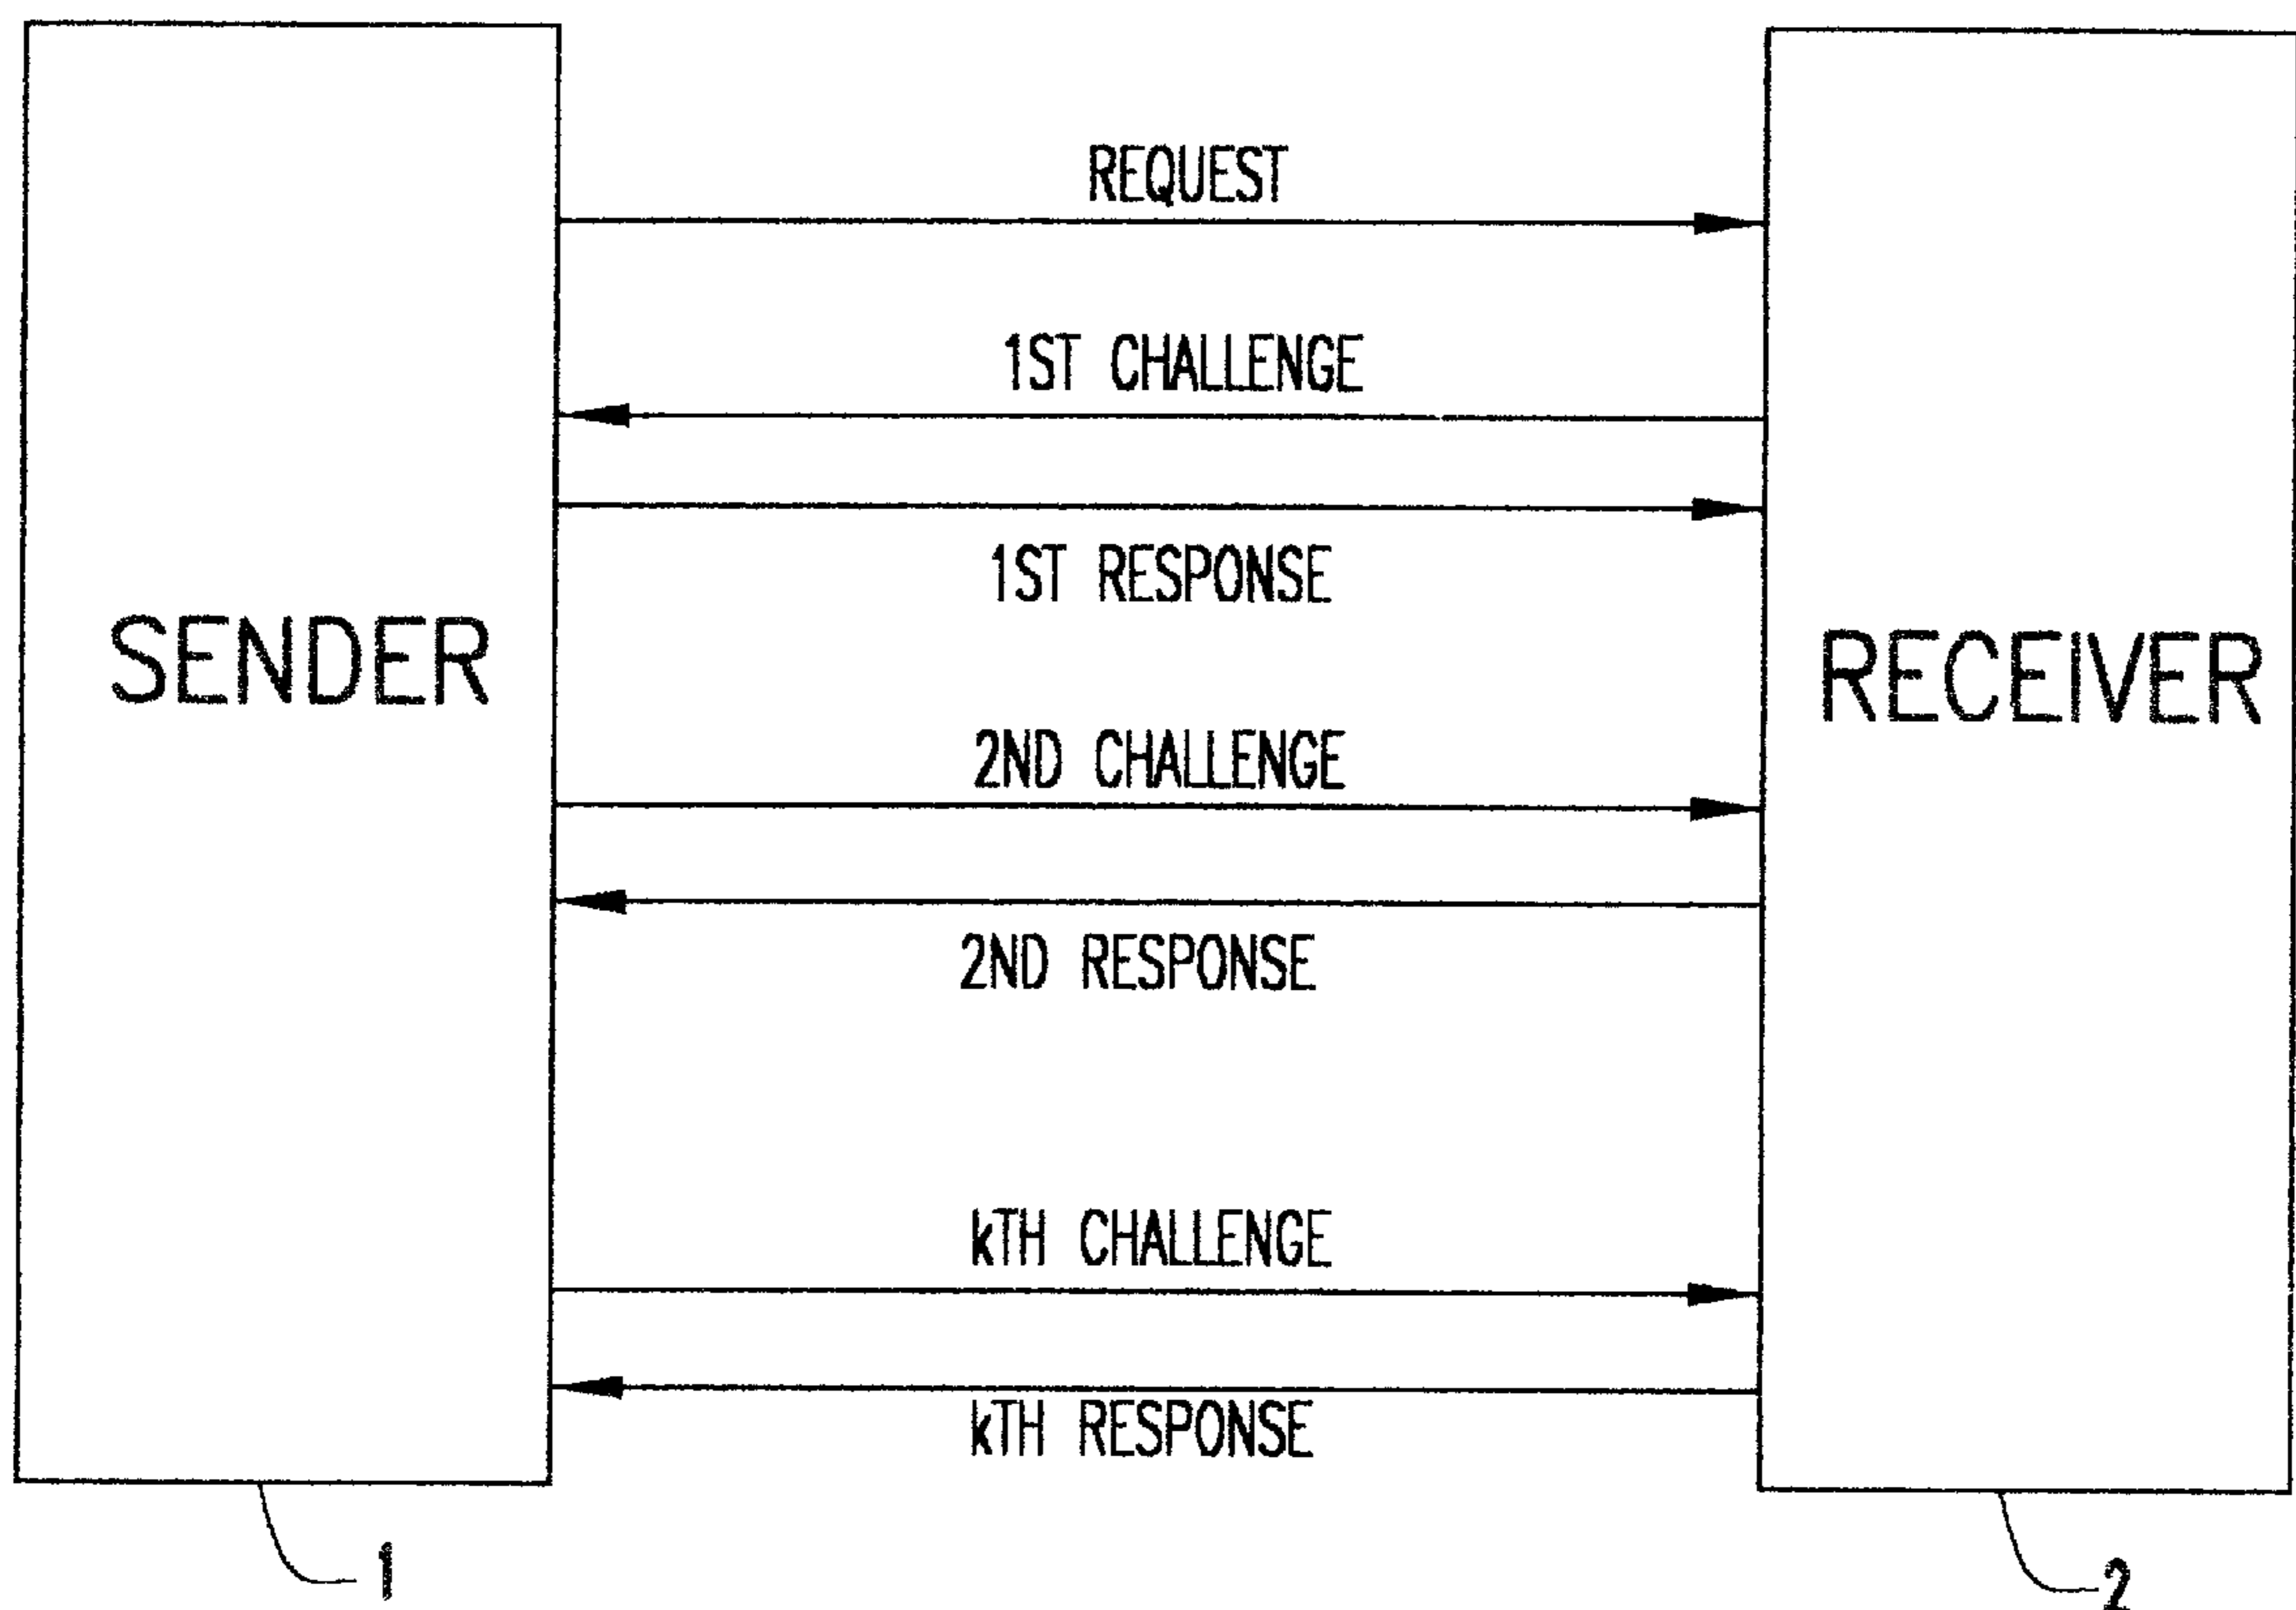 REQUEST
1ST CHALLENGE
1ST RESPONSE
SENDER
RECEIVER
2ND CHALLENGE
2ND RESPONSE
kTH CHALLENGE
kTH RESPONSE
1
2